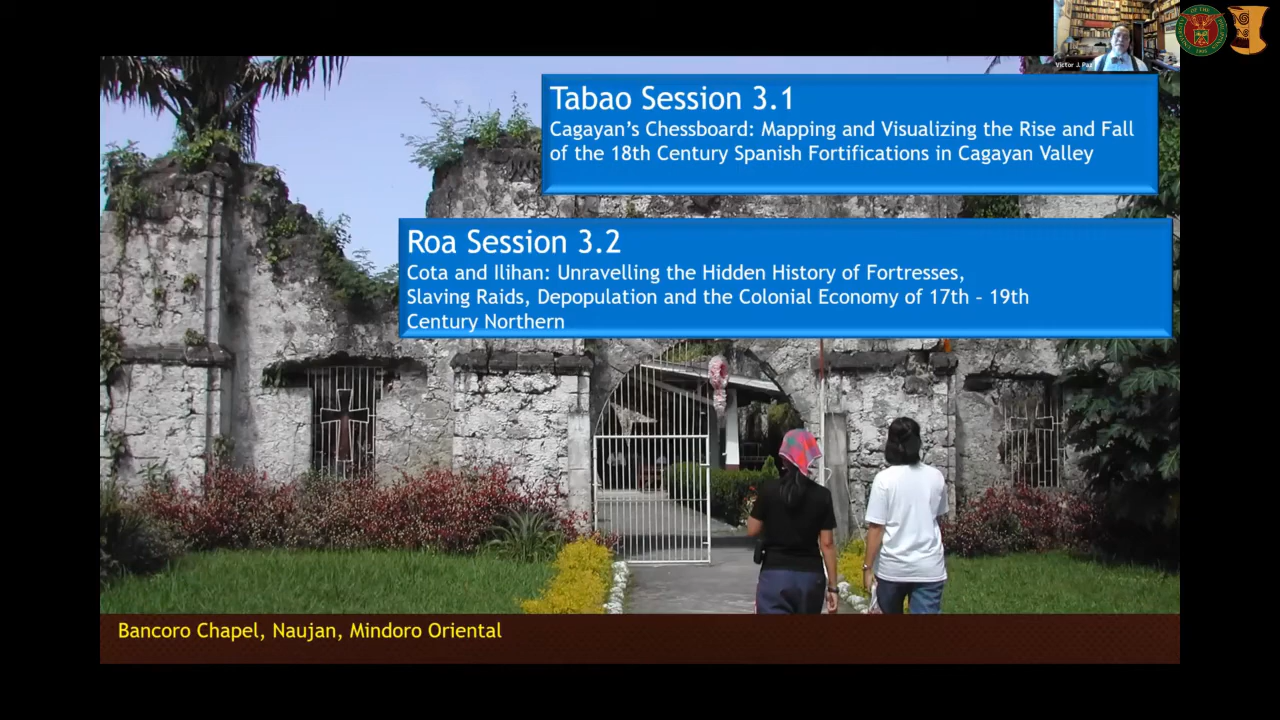 Victor J. Paz
Tabao Session 3.1
Cagayan's Chessboard: Mapping and Visualizing the Rise and Fall
of the 18th Century Spanish Fortifications in Cagayan Valley
Roa Session 3.2
Cota and Ilihan: Unravelling the Hidden History of Fortresses,
Slaving Raids, Depopulation and the Colonial Economy of 17th – 19th
Century Northern
Bancoro Chapel, Naujan, Mindoro Oriental